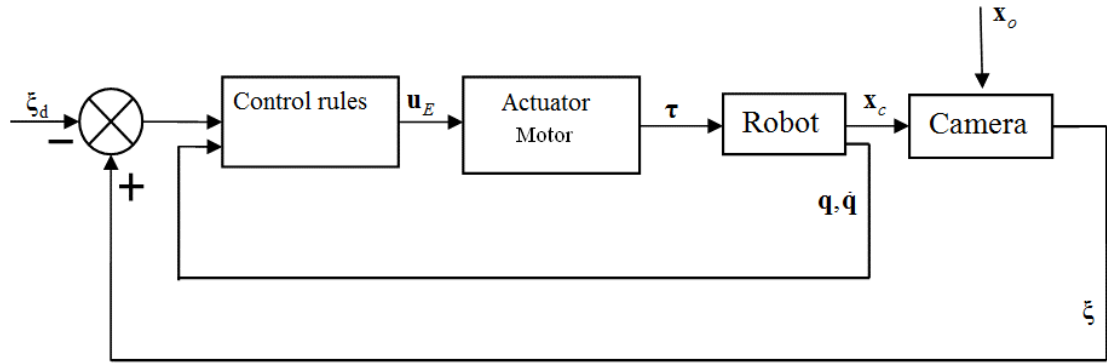 x_o
ξ_d
Control rules
u_E
Actuator
Motor
τ
Robot
x_c
Camera
−
+
q, q̇
ξ